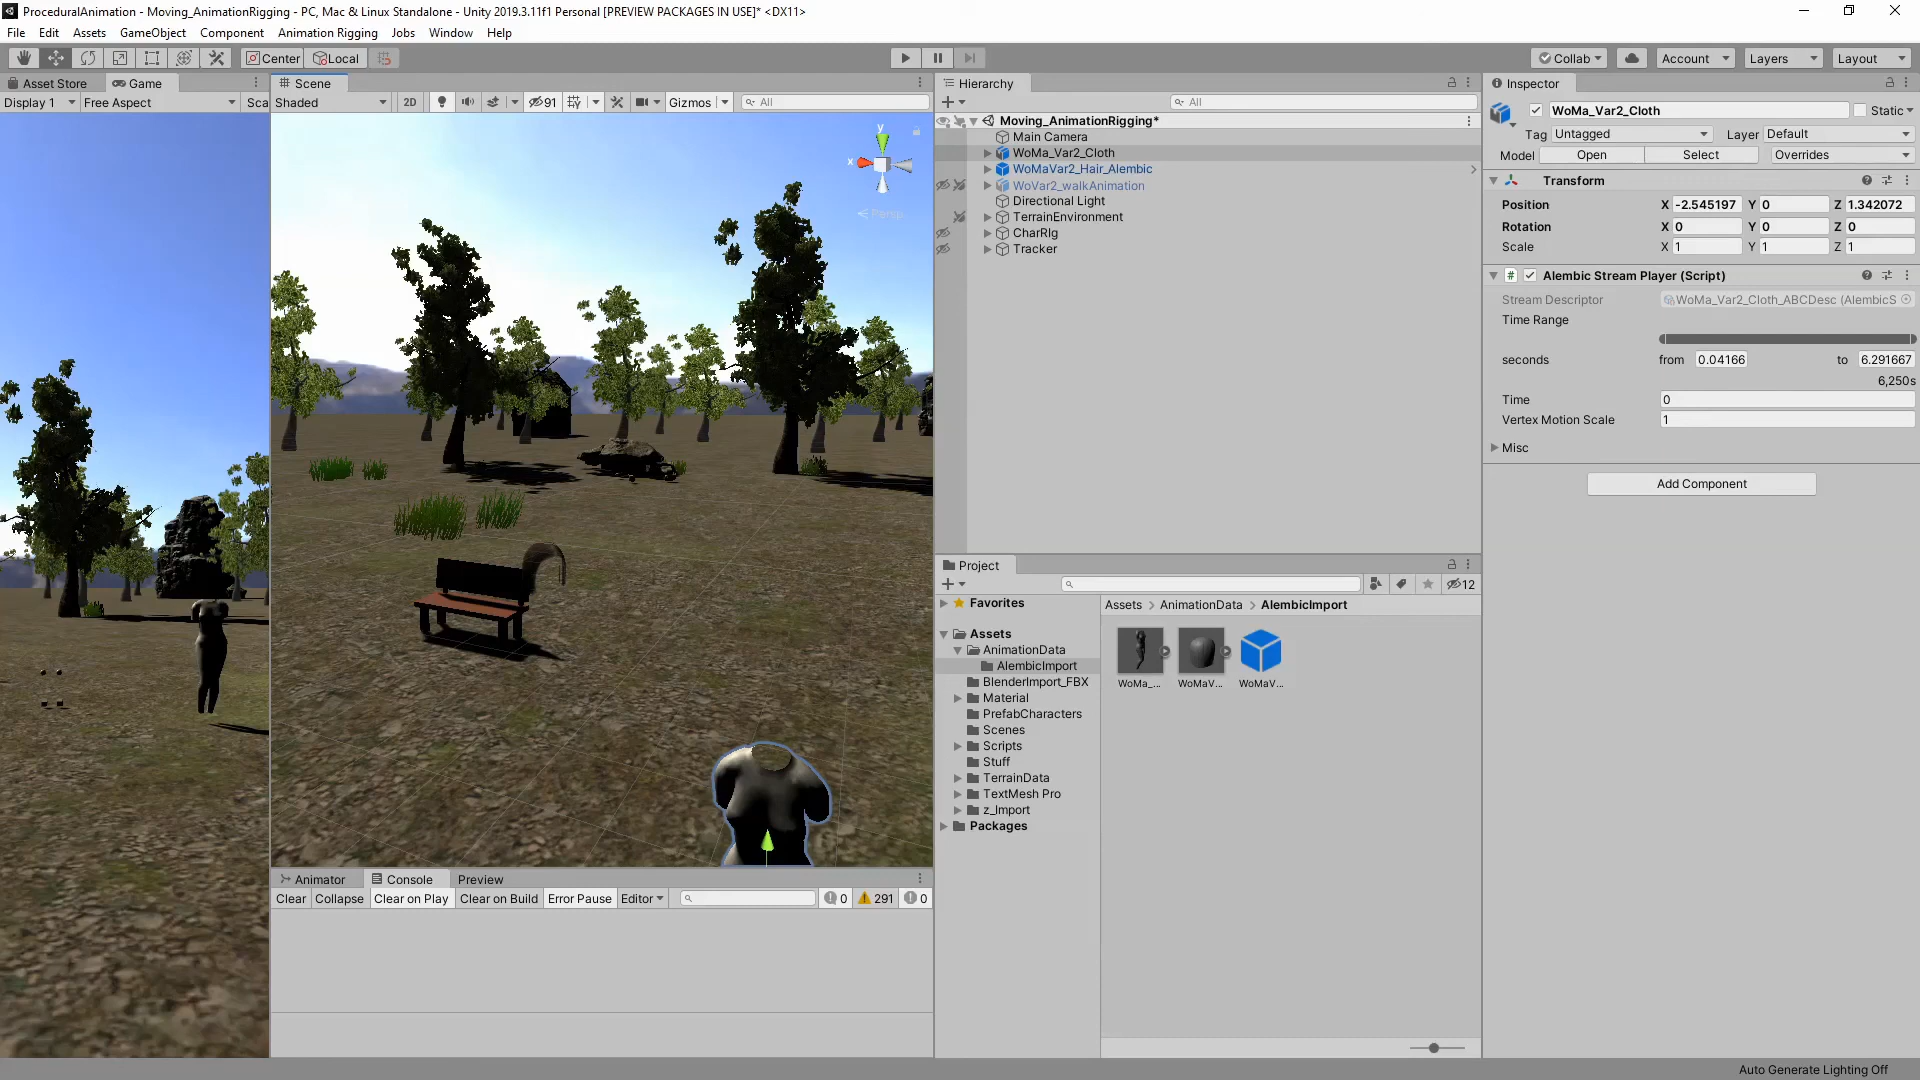 ProceduralAnimation - Moving_AnimationRigging - PC, Mac & Linux Standalone - Unity 2019.3.11f1 Personal [PREVIEW PACKAGES IN USE]* <DX11>
File Edit Assets GameObject Component Animation Rigging Jobs Window Help
Center Local Collab Account Layers Layout
Asset Store Game
Display 1 Free Aspect Sca
Scene
Shaded 2D 91 Gizmos All
y
x
Persp
Hierarchy
All
Moving_AnimationRigging*
Main Camera
WoMa_Var2_Cloth
WoMaVar2_Hair_Alembic
WoVar2_walkAnimation
Directional Light
TerrainEnvironment
CharRIg
Tracker
Inspector
WoMa_Var2_Cloth Static
Tag Untagged Layer Default
Model Open Select Overrides
Transform
Position X -2.545197 Y 0 Z 1.342072
Rotation X 0 Y 0 Z 0
Scale X 1 Y 1 Z 1
# Alembic Stream Player (Script)
Stream Descriptor WoMa_Var2_Cloth_ABCDesc (AlembicS
Time Range
seconds from 0.04166 to 6.291667
6,250s
Time 0
Vertex Motion Scale 1
Misc
Add Component
Project
12
Favorites
Assets
AnimationData
AlembicImport
BlenderImport_FBX
Material
PrefabCharacters
Scenes
Scripts
Stuff
TerrainData
TextMesh Pro
z_Import
Packages
Assets > AnimationData > AlembicImport
WoMa_... WoMaV... WoMaV...
Animator Console Preview
Clear Collapse Clear on Play Clear on Build Error Pause Editor 0 291 0
Auto Generate Lighting Off